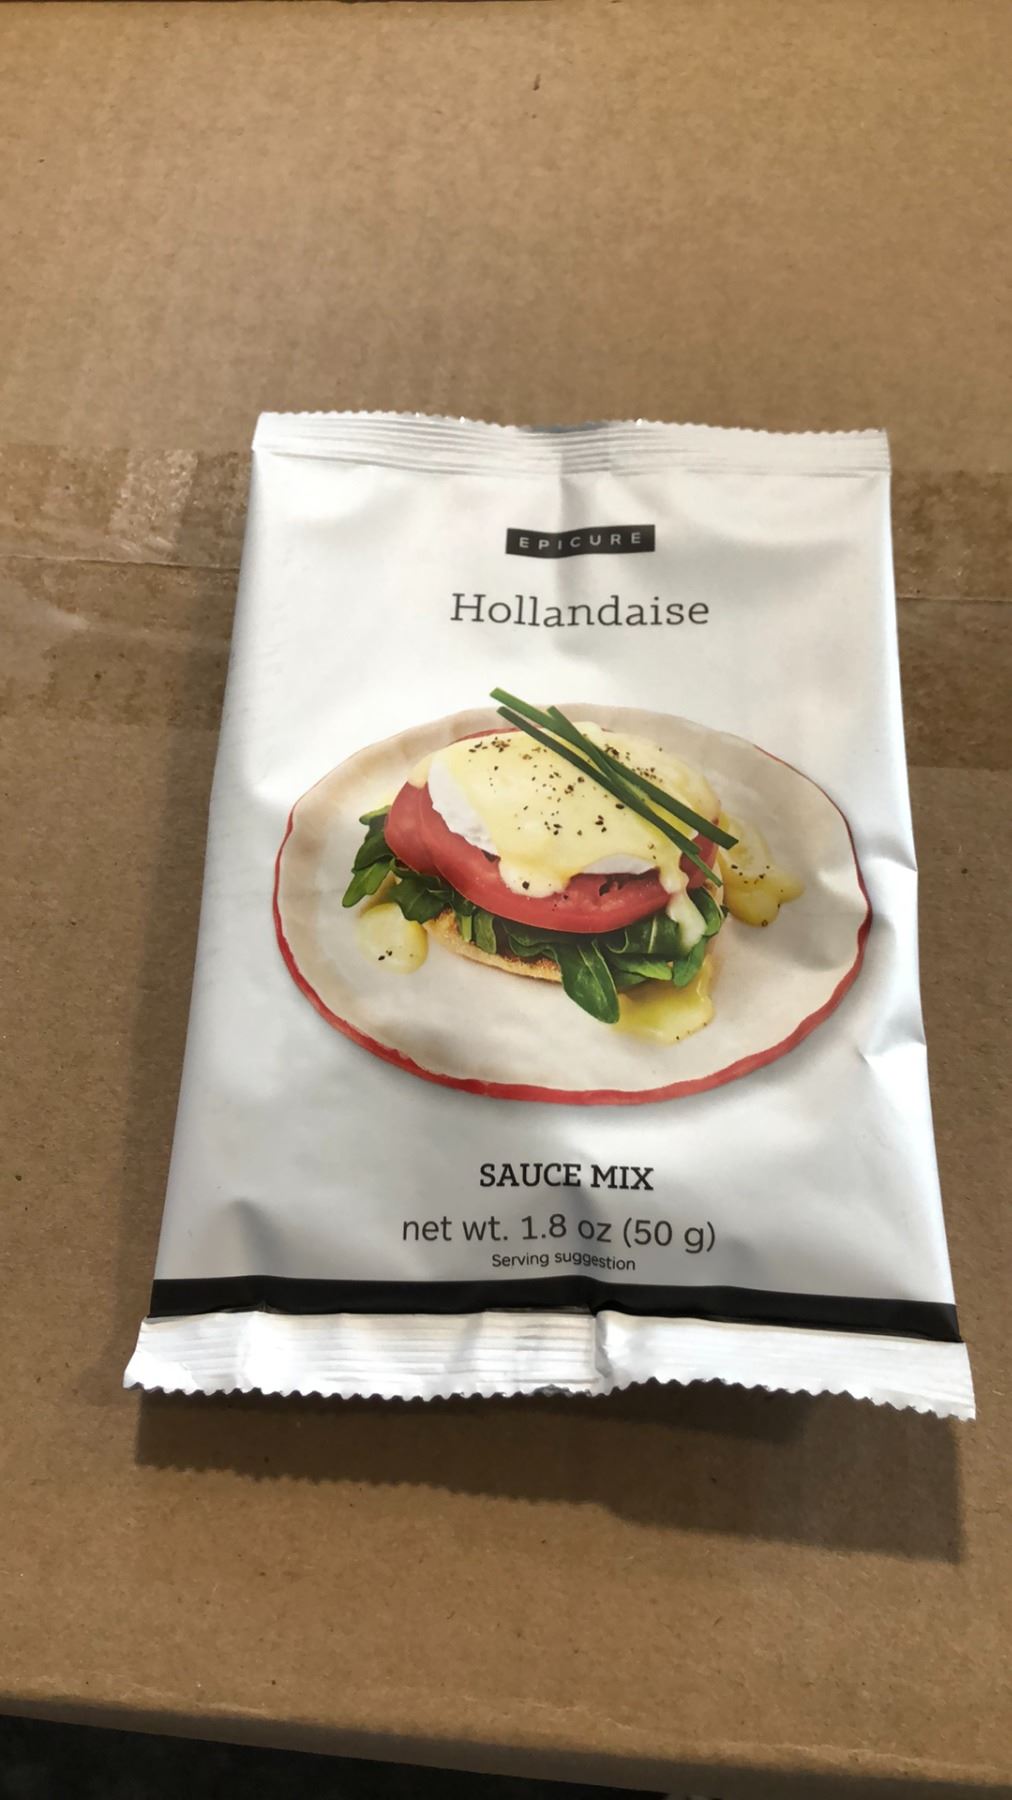 EPICURE
Hollandaise
SAUCE MIX
net wt. 1.8 oz (50 g)
Serving suggestion